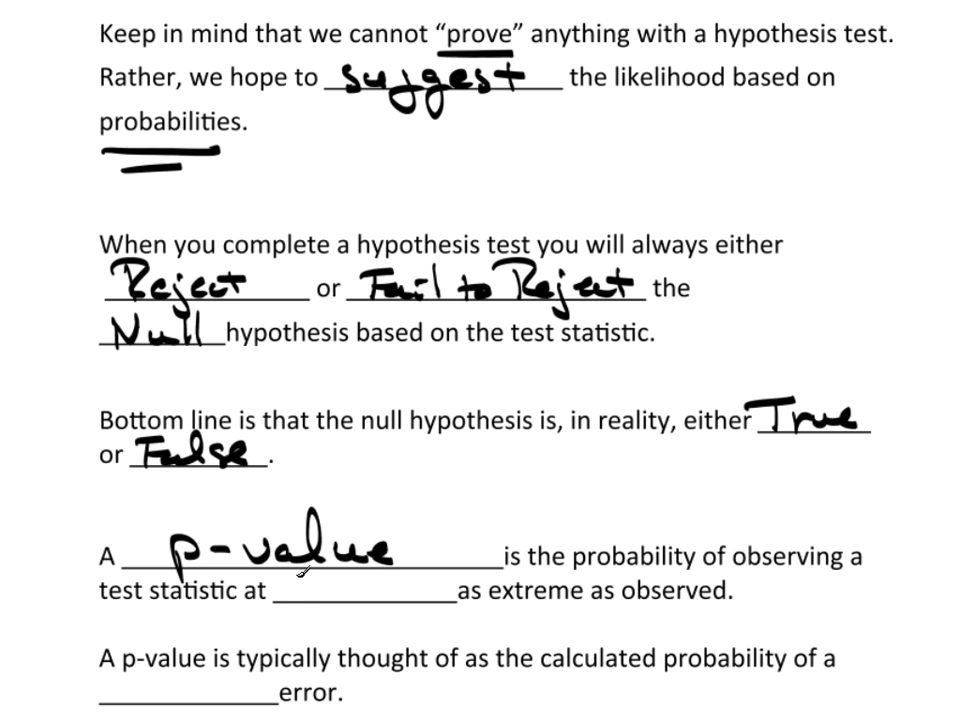 Keep in mind that we cannot “prove” anything with a hypothesis test.
Rather, we hope to suggest the likelihood based on
probabilities.
When you complete a hypothesis test you will always either
Reject or Fail to Reject the
Null hypothesis based on the test statistic.
Bottom line is that the null hypothesis is, in reality, either True
or False.
A p-value is the probability of observing a
test statistic at ____________ as extreme as observed.
A p-value is typically thought of as the calculated probability of a
____________ error.